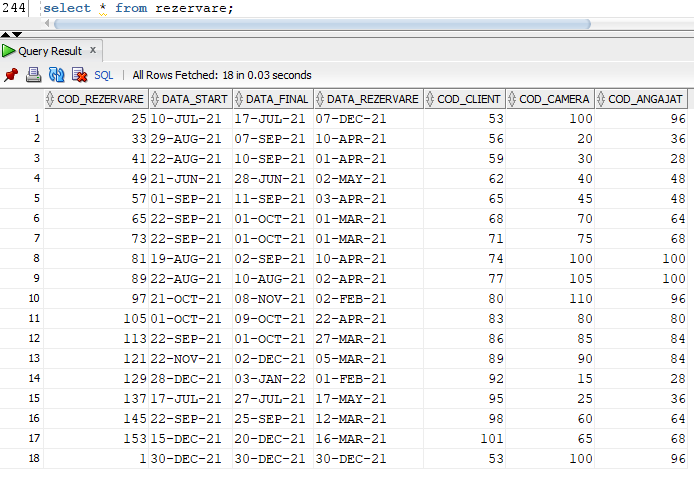 244 select * from rezervare;
Query Result x
SQL | All Rows Fetched: 18 in 0.03 seconds
COD_REZERVARE DATA_START DATA_FINAL DATA_REZERVARE COD_CLIENT COD_CAMERA COD_ANGAJAT
1 25 10-JUL-21 17-JUL-21 07-DEC-21 53 100 96
2 33 29-AUG-21 07-SEP-21 10-APR-21 56 20 36
3 41 22-AUG-21 10-SEP-21 01-APR-21 59 30 28
4 49 21-JUN-21 28-JUN-21 02-MAY-21 62 40 48
5 57 01-SEP-21 11-SEP-21 03-APR-21 65 45 48
6 65 22-SEP-21 01-OCT-21 01-MAR-21 68 70 64
7 73 22-SEP-21 01-OCT-21 01-MAR-21 71 75 68
8 81 19-AUG-21 02-SEP-21 10-APR-21 74 100 100
9 89 22-AUG-21 10-AUG-21 02-APR-21 77 105 100
10 97 21-OCT-21 08-NOV-21 02-FEB-21 80 110 96
11 105 01-OCT-21 09-OCT-21 22-APR-21 83 80 80
12 113 22-SEP-21 01-OCT-21 27-MAR-21 86 85 84
13 121 22-NOV-21 02-DEC-21 05-MAR-21 89 90 84
14 129 28-DEC-21 03-JAN-22 01-FEB-21 92 15 28
15 137 17-JUL-21 27-JUL-21 17-MAY-21 95 25 36
16 145 22-SEP-21 25-SEP-21 12-MAR-21 98 60 64
17 153 15-DEC-21 20-DEC-21 16-MAR-21 101 65 68
18 1 30-DEC-21 30-DEC-21 30-DEC-21 53 100 96